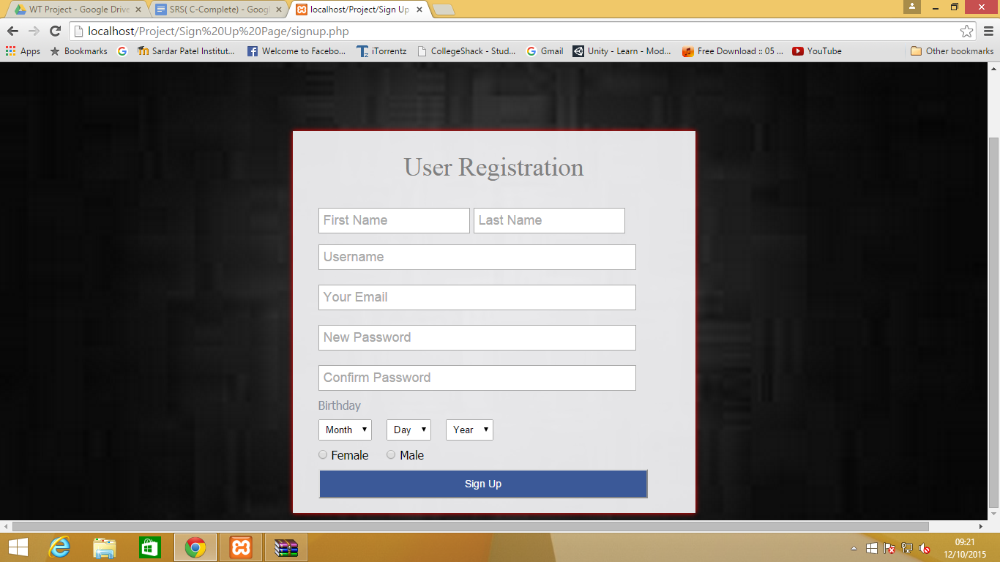 WT Project - Google Drive
SRS( C-Complete) - Googl
localhost/Project/Sign Up
localhost/Project/Sign%20Up%20Page/signup.php
Apps Bookmarks Sardar Patel Institut... Welcome to Facebo... iTorrentz CollegeShack - Stud... Gmail Unity - Learn - Mod... Free Download :: 05 ... YouTube Other bookmarks
User Registration
First Name Last Name
Username
Your Email
New Password
Confirm Password
Birthday
Month Day Year
Female Male
Sign Up
09:21
12/10/2015